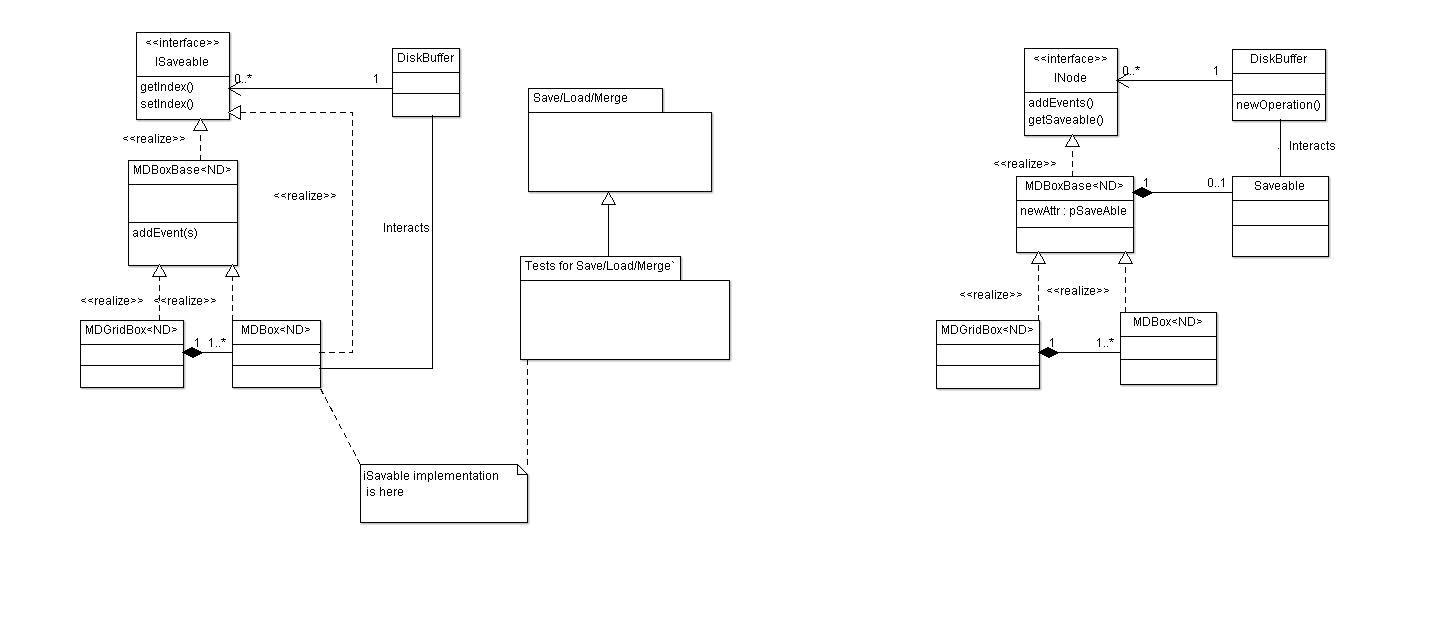 <<interface>>
ISaveable
getIndex()
setIndex()
0..*
1
DiskBuffer
<<realize>>
MDBoxBase<ND>
addEvent(s)
<<realize>>
Interacts
<<realize>>
<<realize>>
MDGridBox<ND>
1
1..*
MDBox<ND>
Save/Load/Merge
Tests for Save/Load/Merge`
iSavable implementation
is here
<<interface>>
INode
addEvents()
getSaveable()
0..*
1
DiskBuffer
newOperation()
Interacts
<<realize>>
MDBoxBase<ND>
newAttr : pSaveAble
1
0..1
Saveable
<<realize>>
<<realize>>
MDGridBox<ND>
1
1..*
MDBox<ND>